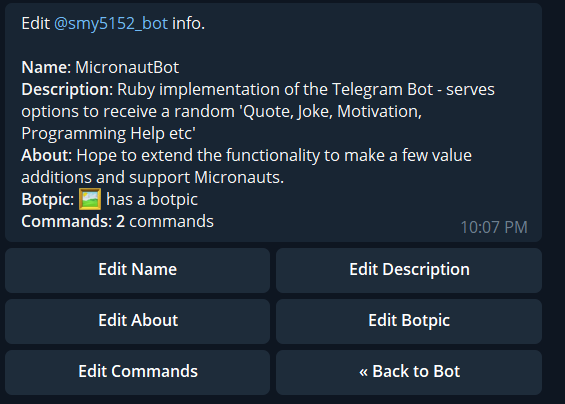 Edit @smy5152_bot info.
Name: MicronautBot
Description: Ruby implementation of the Telegram Bot - serves
options to receive a random 'Quote, Joke, Motivation,
Programming Help etc'
About: Hope to extend the functionality to make a few value
additions and support Micronauts.
Botpic: 🖼 has a botpic
Commands: 2 commands
10:07 PM
Edit Name
Edit Description
Edit About
Edit Botpic
Edit Commands
« Back to Bot